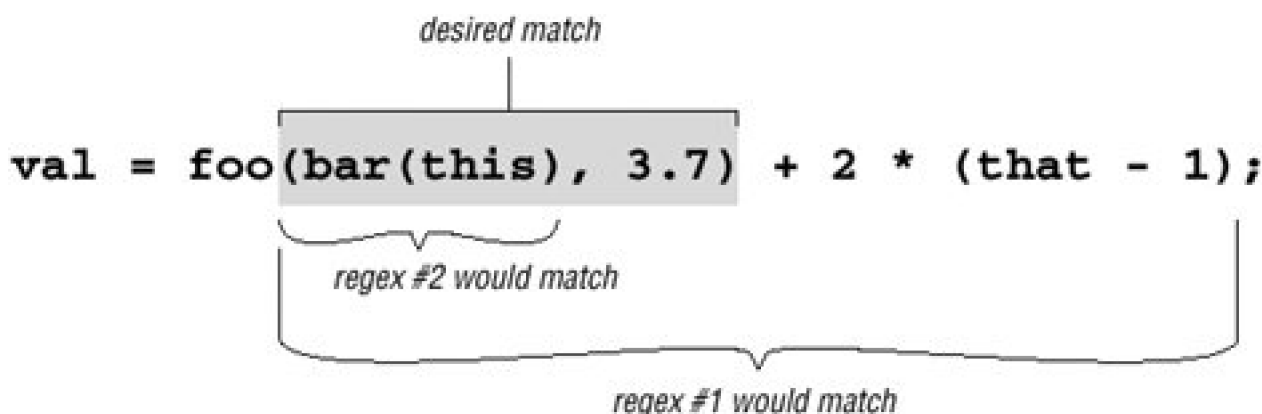 desired match
val = foo(bar(this), 3.7) + 2 * (that - 1);
regex #2 would match
regex #1 would match